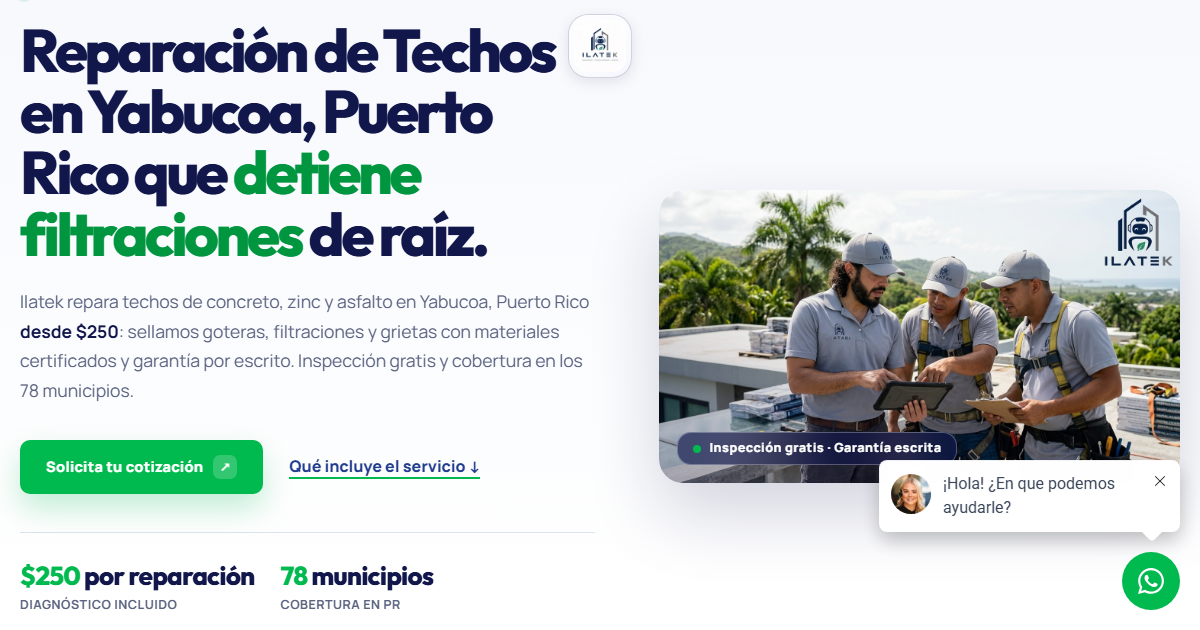 Reparación de Techos
ILATEK
en Yabucoa, Puerto
Rico que detiene
filtraciones de raíz.
Ilatek repara techos de concreto, zinc y asfalto en Yabucoa, Puerto Rico
desde $250: sellamos goteras, filtraciones y grietas con materiales
certificados y garantía por escrito. Inspección gratis y cobertura en los
78 municipios.
Solicita tu cotización ↗
Qué incluye el servicio ↓
$250 por reparación
DIAGNÓSTICO INCLUIDO
78 municipios
COBERTURA EN PR
ILATEK
Inspección gratis · Garantía escrita
¡Hola! ¿En que podemos
ayudarle?